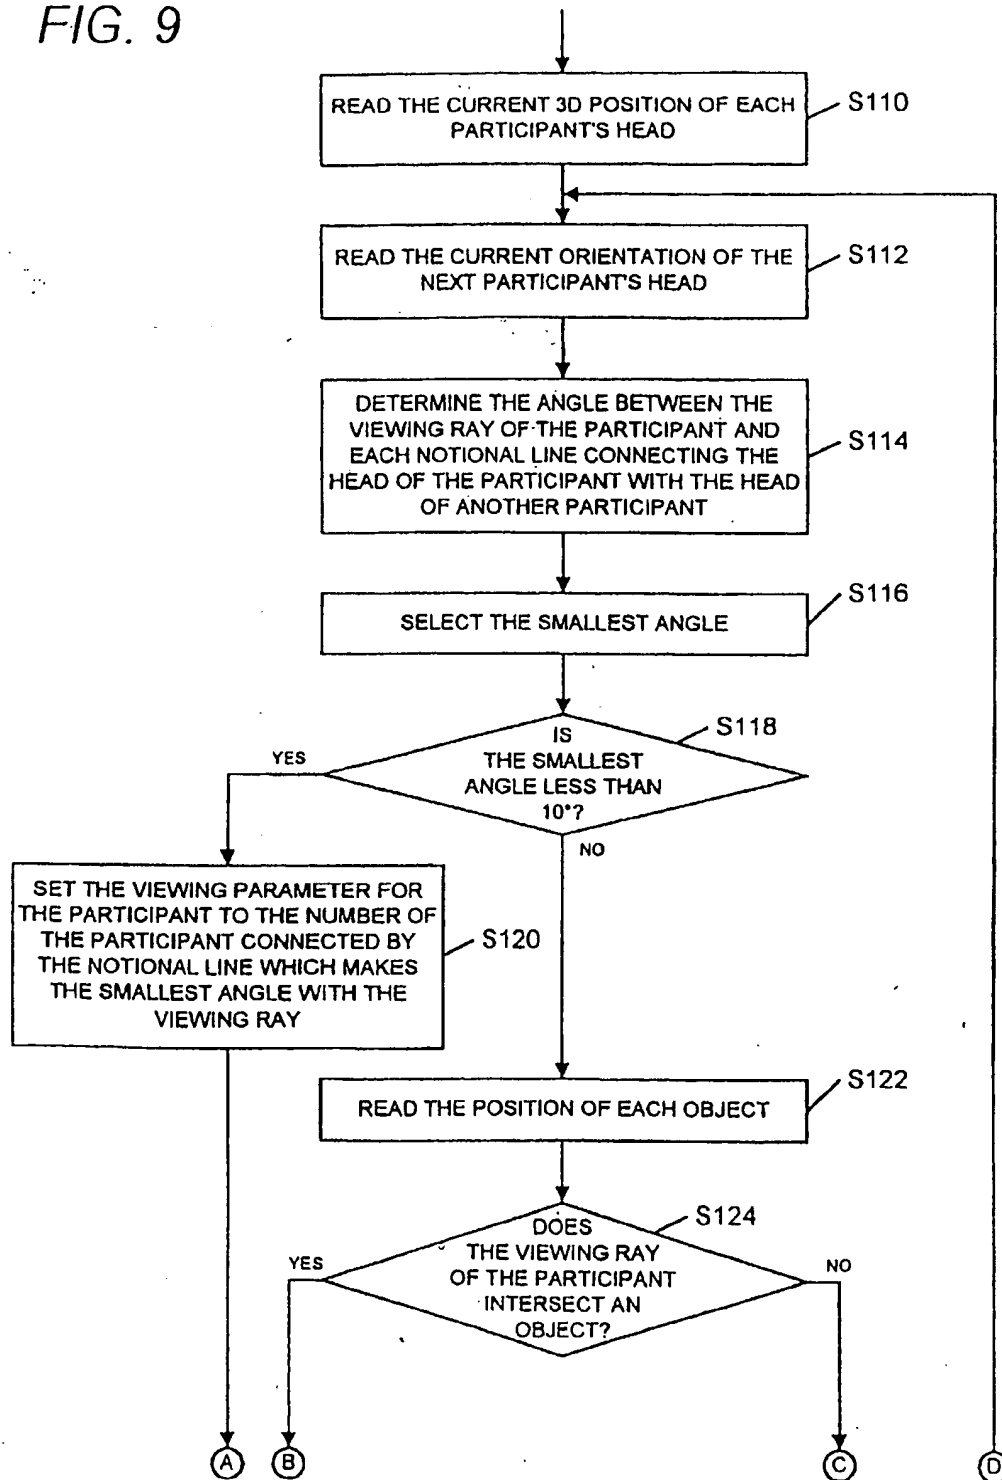 FIG. 9
READ THE CURRENT 3D POSITION OF EACH
PARTICIPANT'S HEAD
S110
READ THE CURRENT ORIENTATION OF THE
NEXT PARTICIPANT'S HEAD
S112
DETERMINE THE ANGLE BETWEEN THE
VIEWING RAY OF THE PARTICIPANT AND
EACH NOTIONAL LINE CONNECTING THE
HEAD OF THE PARTICIPANT WITH THE HEAD
OF ANOTHER PARTICIPANT
S114
SELECT THE SMALLEST ANGLE
S116
IS
THE SMALLEST
ANGLE LESS THAN
10°?
S118
YES
NO
SET THE VIEWING PARAMETER FOR
THE PARTICIPANT TO THE NUMBER OF
THE PARTICIPANT CONNECTED BY
THE NOTIONAL LINE WHICH MAKES
THE SMALLEST ANGLE WITH THE
VIEWING RAY
S120
READ THE POSITION OF EACH OBJECT
S122
DOES
THE VIEWING RAY
OF THE PARTICIPANT
INTERSECT AN
OBJECT?
S124
YES
NO
A
B
C
D